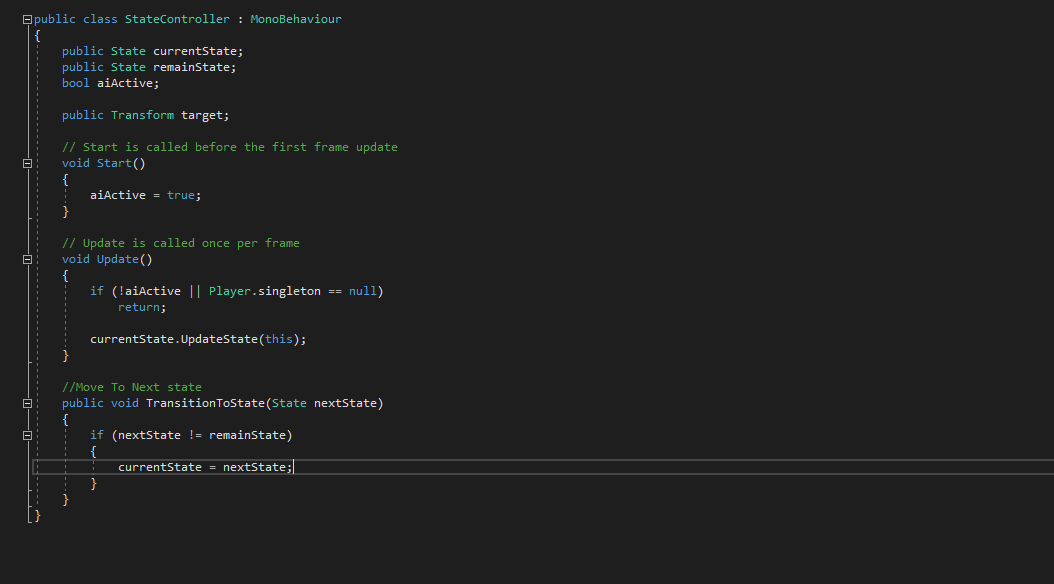 public class StateController : MonoBehaviour
{
    public State currentState;
    public State remainState;
    bool aiActive;

    public Transform target;

    // Start is called before the first frame update
    void Start()
    {
        aiActive = true;
    }

    // Update is called once per frame
    void Update()
    {
        if (!aiActive || Player.singleton == null)
            return;

        currentState.UpdateState(this);
    }

    //Move To Next state
    public void TransitionToState(State nextState)
    {
        if (nextState != remainState)
        {
            currentState = nextState;
        }
    }
}